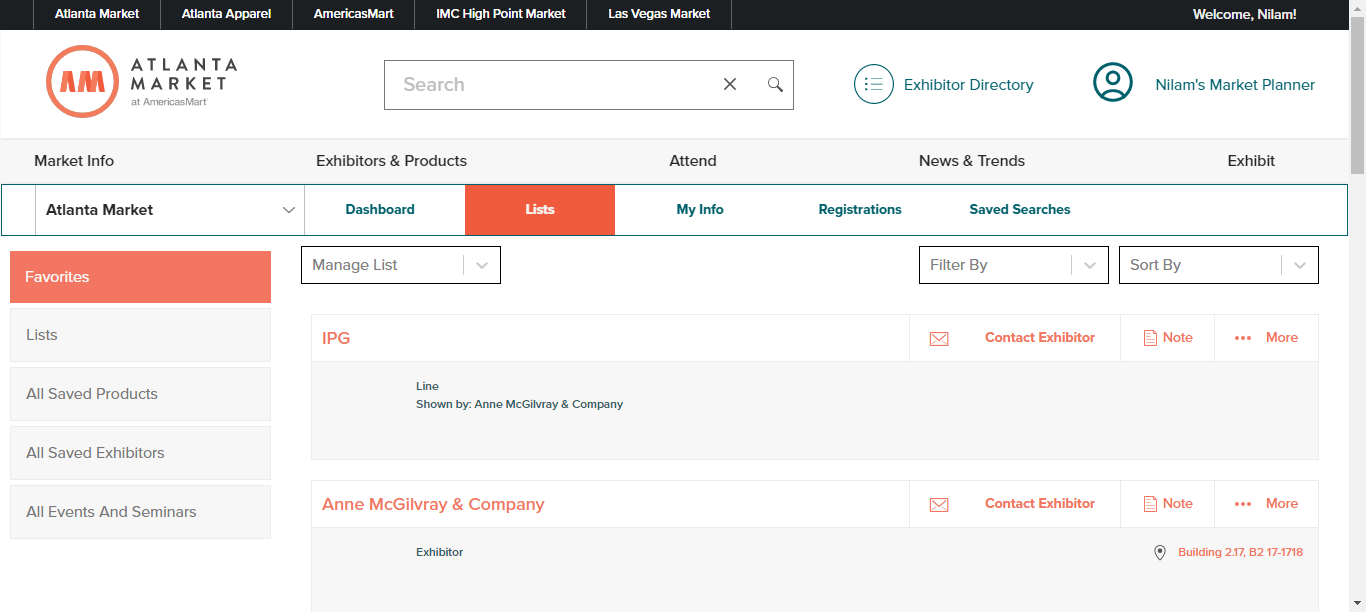 Atlanta Market Atlanta Apparel AmericasMart IMC High Point Market Las Vegas Market Welcome, Nilam!
ATLANTA
MARKET
at AmericasMart
Search
Exhibitor Directory
Nilam's Market Planner
Market Info Exhibitors & Products Attend News & Trends Exhibit
Atlanta Market Dashboard Lists My Info Registrations Saved Searches
Favorites
Lists
All Saved Products
All Saved Exhibitors
All Events And Seminars
Manage List Filter By Sort By
IPG Contact Exhibitor Note More
Line
Shown by: Anne McGilvray & Company
Anne McGilvray & Company Contact Exhibitor Note More
Exhibitor Building 2.17, B2 17-1718